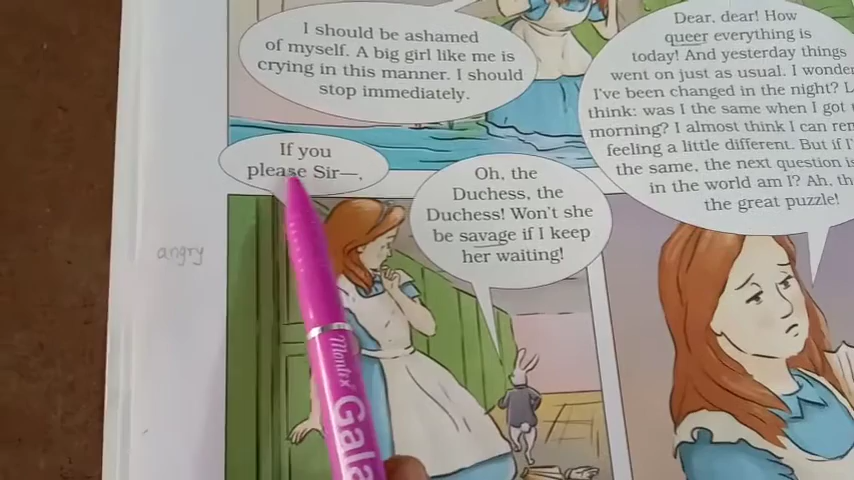 I should be ashamed
of myself. A big girl like me is
crying in this manner. I should
stop immediately.
Dear, dear! How
queer everything is
today! And yesterday things
went on just as usual. I wonder
I've been changed in the night? L
think: was I the same when I got
morning? I almost think I can
feeling a little different. But if I'
the same, the next question is
in the world am I? Ah, th
the great puzzle!
If you
please Sir—.
Oh, the
Duchess, the
Duchess! Won't she
be savage if I keep
her waiting!
angry
Montex
Gala